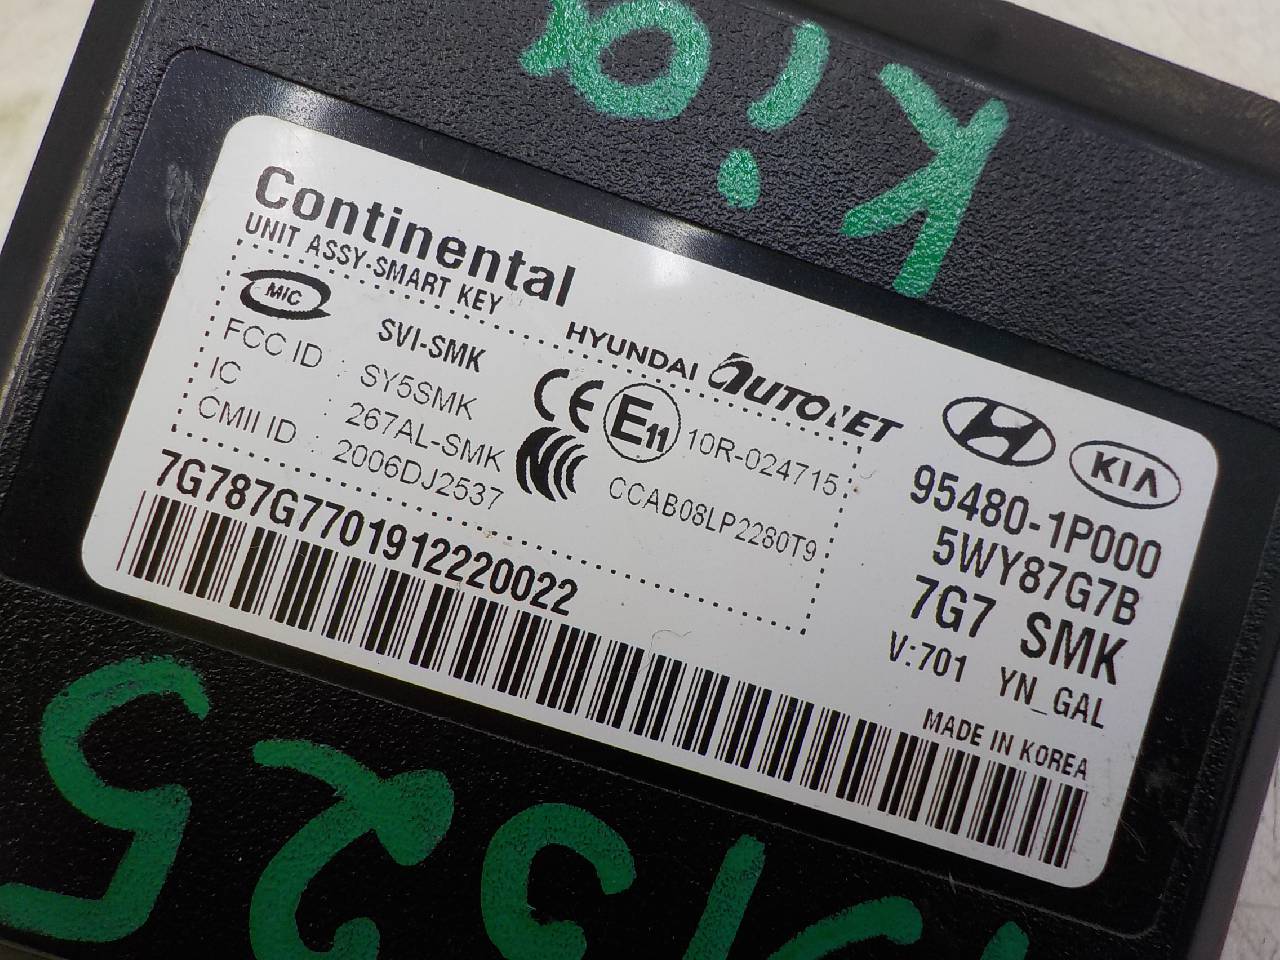 Kia
Continental
UNIT ASSY-SMART KEY
MIC
SVI-SMK
HYUNDAI AUTONET
FCC ID : SY5SMK
IC : 267AL-SMK
CMII ID : 2006DJ2537
CE
E11
10R-024715
CCAB08LP2280T9
KIA
95480-1P000
5WY87G7B
7G7 SMK
V:701 YN_GAL
MADE IN KOREA
7G787G7701912220022